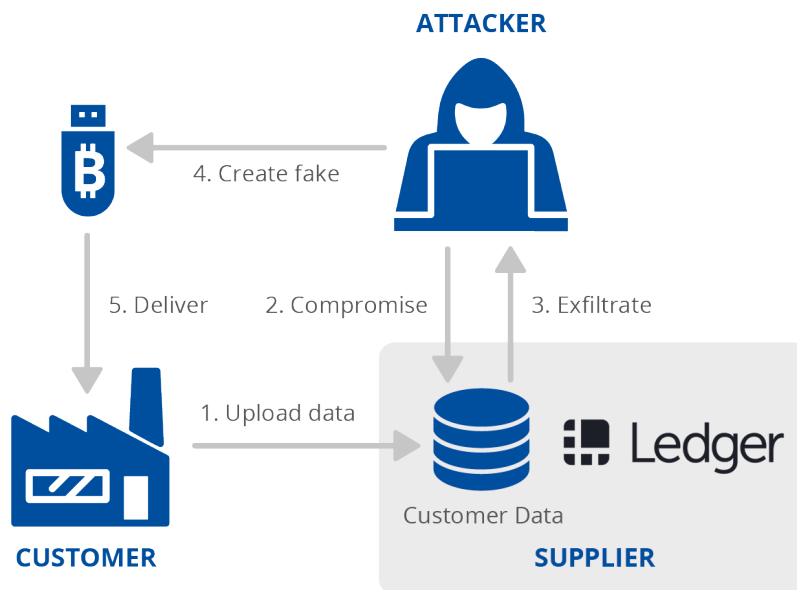 ATTACKER
4. Create fake
5. Deliver
2. Compromise
3. Exfiltrate
1. Upload data
Ledger
Customer Data
CUSTOMER
SUPPLIER